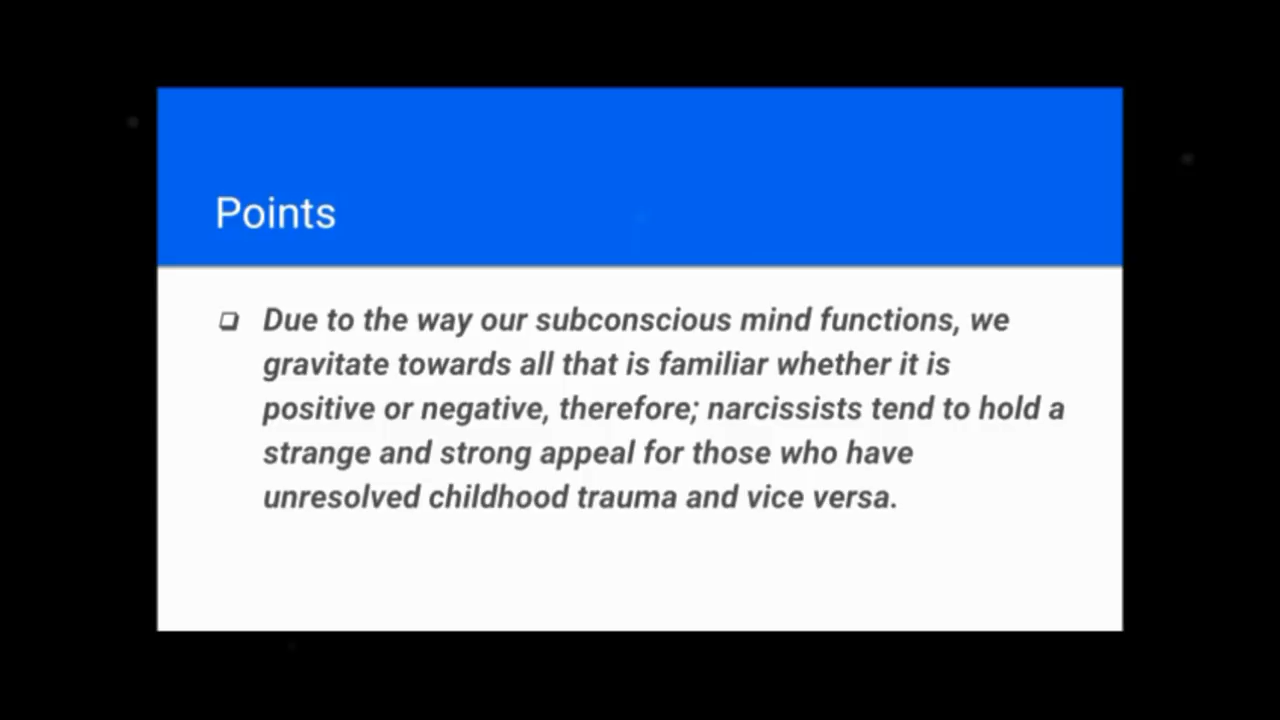 Points
❏ Due to the way our subconscious mind functions, we
gravitate towards all that is familiar whether it is
positive or negative, therefore; narcissists tend to hold a
strange and strong appeal for those who have
unresolved childhood trauma and vice versa.